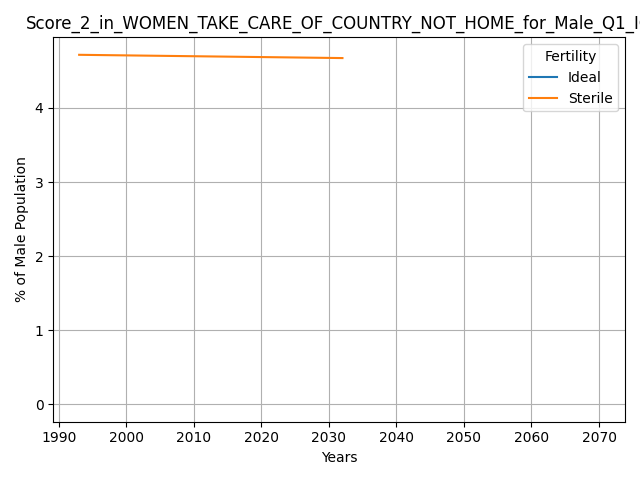 Score_2_in_WOMEN_TAKE_CARE_OF_COUNTRY_NOT_HOME_for_Male_Q1_I
Fertility
Ideal
Sterile
% of Male Population
4
3
2
1
0
1990 2000 2010 2020 2030 2040 2050 2060 2070
Years